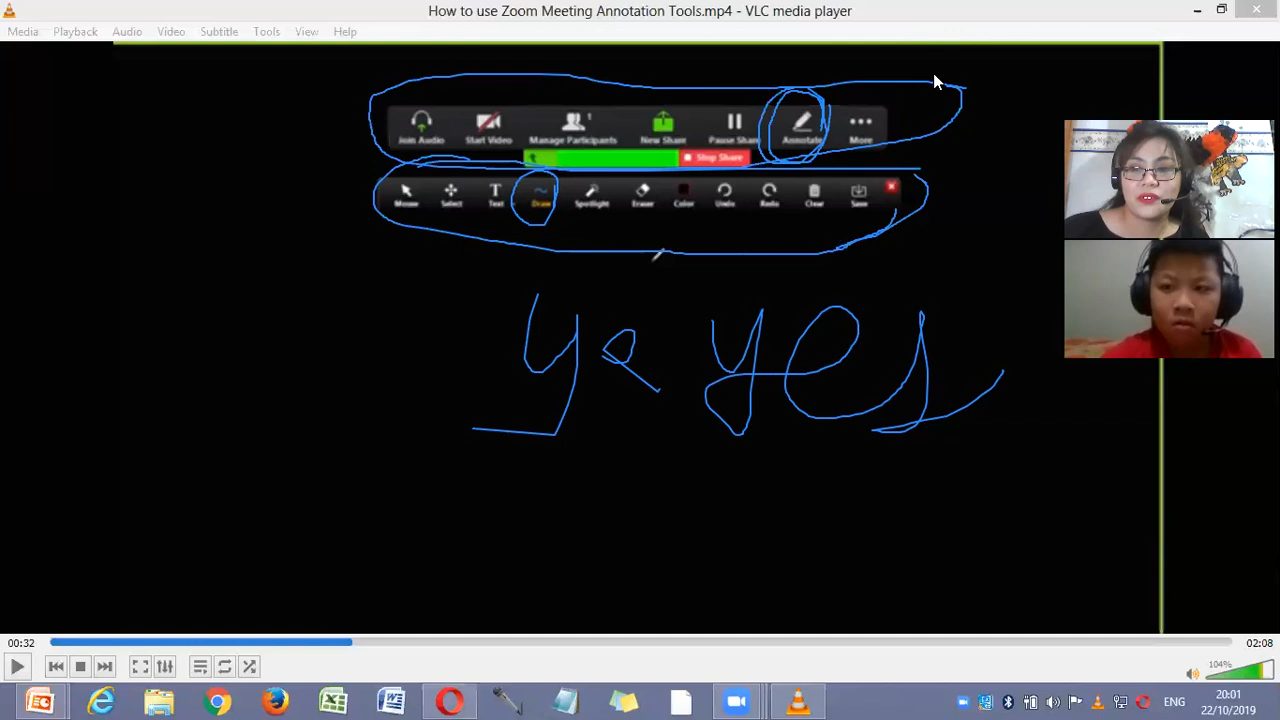 How to use Zoom Meeting Annotation Tools.mp4 - VLC media player
Media Playback Audio Video Subtitle Tools View Help
1
Join Audio Start Video Manage Participants New Share Pause Share Annotate More
Stop Share
Mouse Select Text Draw Spotlight Eraser Color Undo Redo Clear Save
ye yes
00:32 02:08
104%
ENG 20:01
22/10/2019